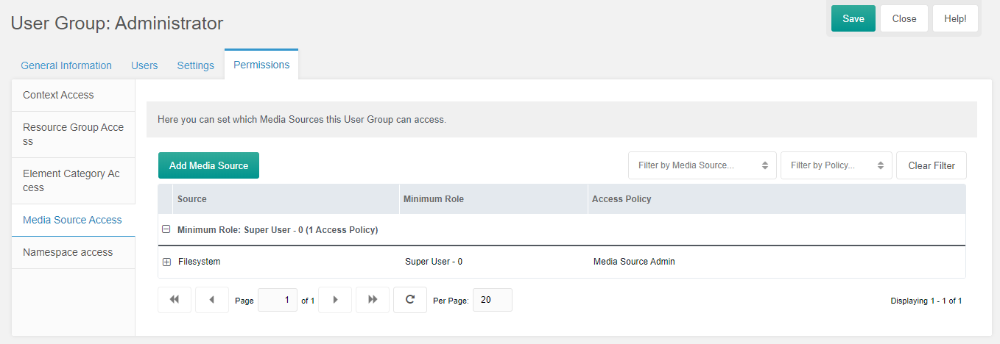 User Group: Administrator
Save
Close
Help!
General Information
Users
Settings
Permissions
Context Access
Resource Group Acce
ss
Element Category Ac
cess
Media Source Access
Namespace access
Here you can set which Media Sources this User Group can access.
Add Media Source
Filter by Media Source...
Filter by Policy...
Clear Filter
Source
Minimum Role
Access Policy
Minimum Role: Super User - 0 (1 Access Policy)
Filesystem
Super User - 0
Media Source Admin
Page
1
of 1
Per Page:
20
Displaying 1 - 1 of 1